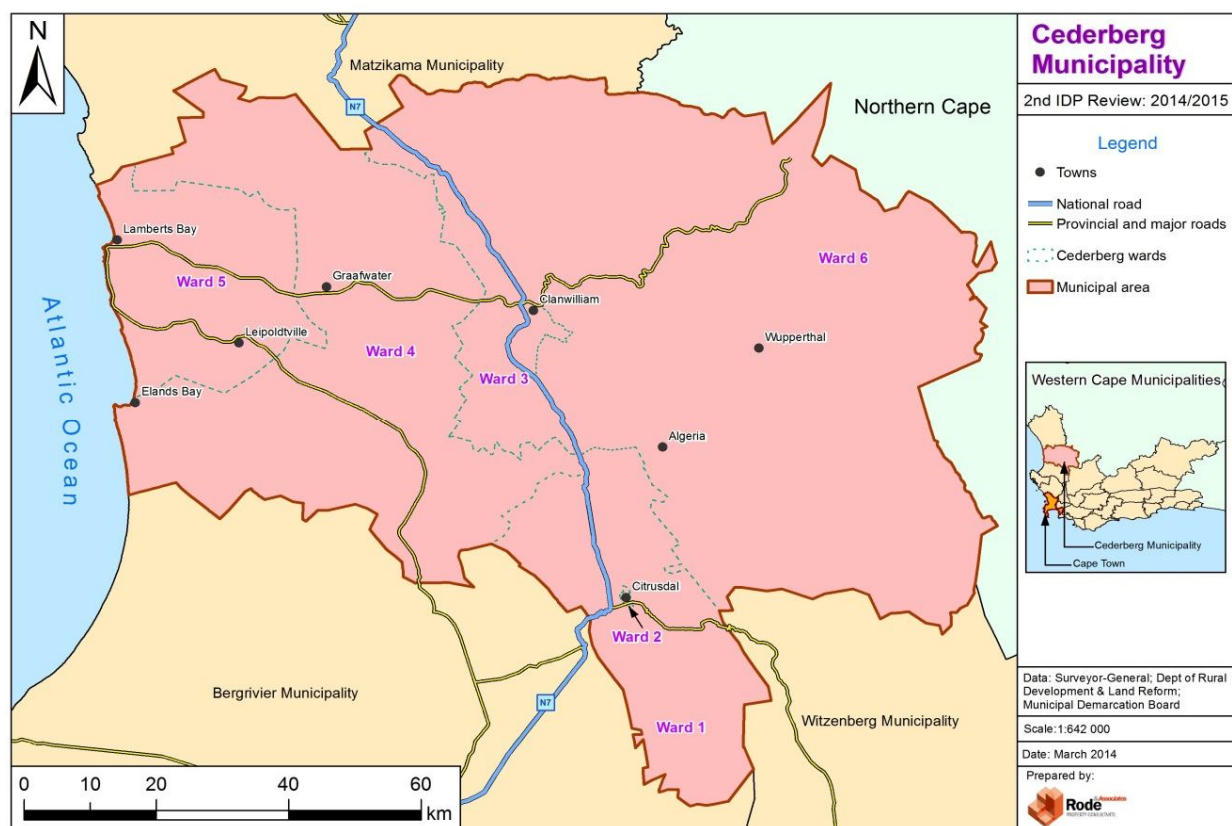 N
Matzikama Municipality
N7
Northern Cape
Lamberts Bay
Ward 5
Graafwater
Clanwilliam
Ward 6
Leipoldtville
Ward 4
Wupperthal
Ward 3
Elands Bay
Atlantic Ocean
Algeria
Citrusdal
Ward 2
Bergrivier Municipality
N7
Ward 1
Witzenberg Municipality
0 10 20 40 60
km
Cederberg
Municipality
2nd IDP Review: 2014/2015
Legend
Towns
National road
Provincial and major roads
Cederberg wards
Municipal area
Western Cape Municipalities
Cederberg Municipality
Cape Town
Data: Surveyor-General; Dept of Rural
Development & Land Reform;
Municipal Demarcation Board
Scale:1:642 000
Date: March 2014
Prepared by:
Rode
& Associates
PROPERTY CONSULTANTS